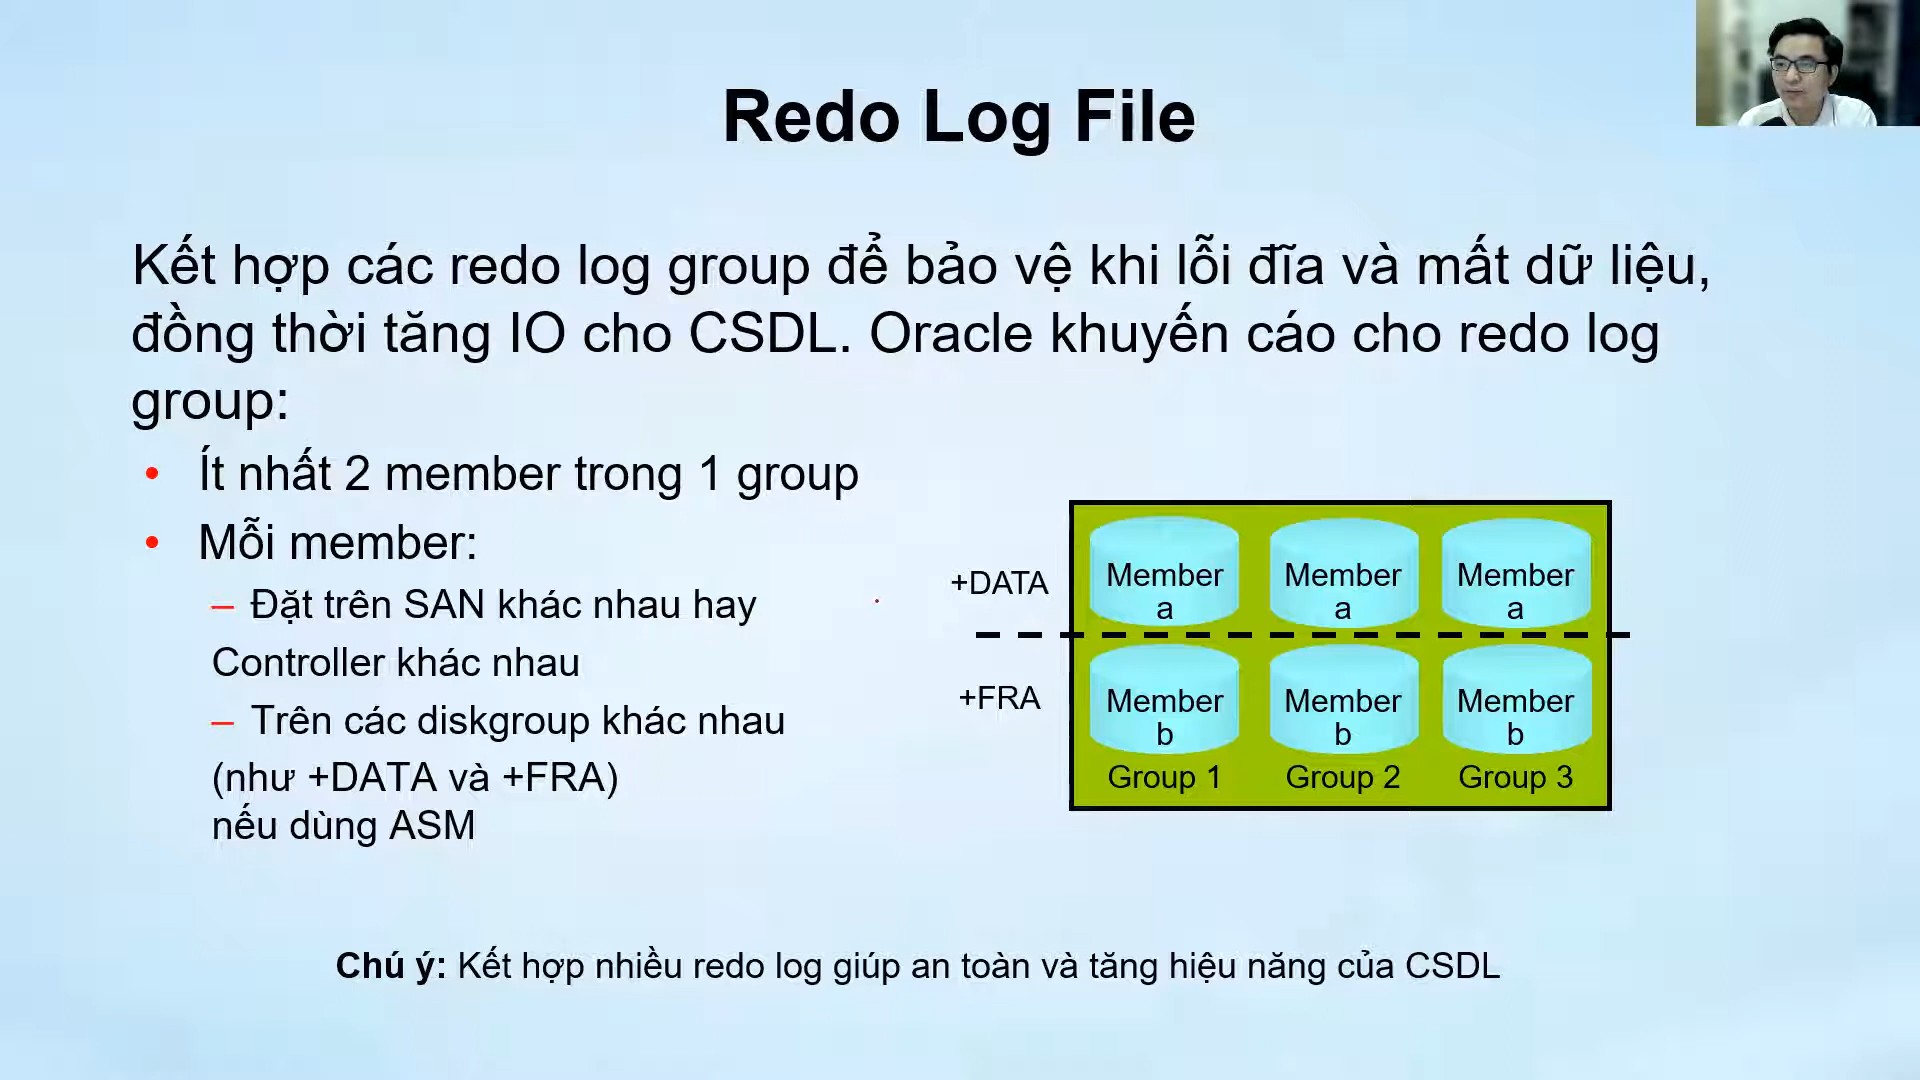 Redo Log File
Kết hợp các redo log group để bảo vệ khi lỗi đĩa và mất dữ liệu,
đồng thời tăng IO cho CSDL. Oracle khuyến cáo cho redo log
group:
• Ít nhất 2 member trong 1 group
• Mỗi member:
– Đặt trên SAN khác nhau hay
Controller khác nhau
– Trên các diskgroup khác nhau
(như +DATA và +FRA)
nếu dùng ASM
+DATA
Member a
Member a
Member a
+FRA
Member b
Member b
Member b
Group 1
Group 2
Group 3
Chú ý: Kết hợp nhiều redo log giúp an toàn và tăng hiệu năng của CSDL